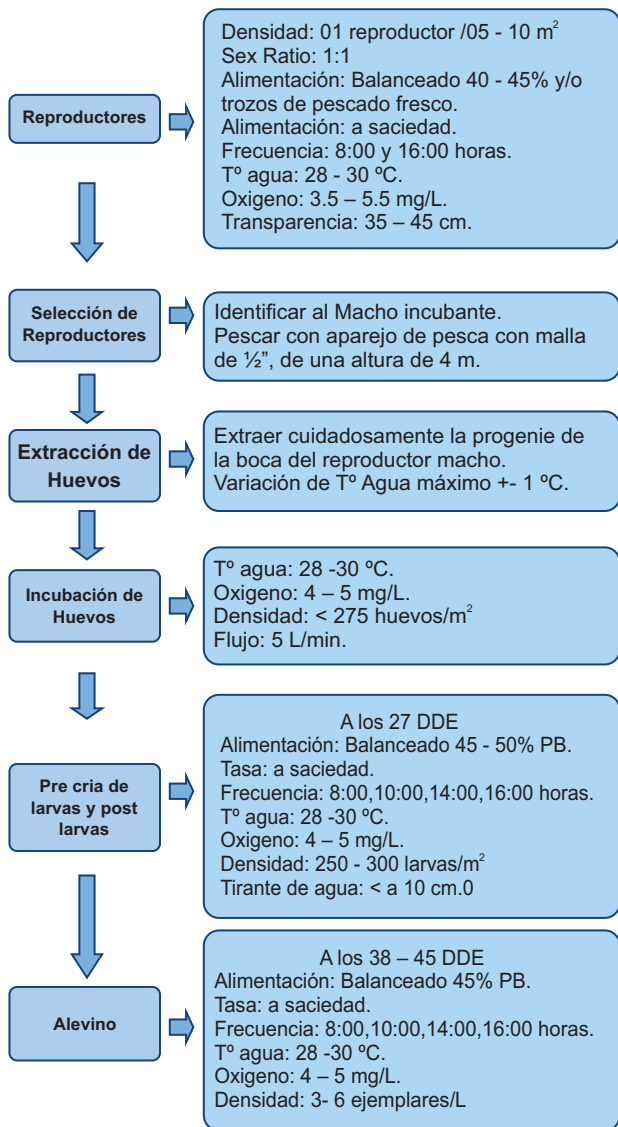 Reproductores
Densidad: 01 reproductor /05 - 10 m²
Sex Ratio: 1:1
Alimentación: Balanceado 40 - 45% y/o
trozos de pescado fresco.
Alimentación: a saciedad.
Frecuencia: 8:00 y 16:00 horas.
Tº agua: 28 - 30 ºC.
Oxigeno: 3.5 – 5.5 mg/L.
Transparencia: 35 – 45 cm.
Selección de
Reproductores
Identificar al Macho incubante.
Pescar con aparejo de pesca con malla
de ½”, de una altura de 4 m.
Extracción de
Huevos
Extraer cuidadosamente la progenie de
la boca del reproductor macho.
Variación de Tº Agua máximo +- 1 ºC.
Incubación de
Huevos
Tº agua: 28 -30 ºC.
Oxigeno: 4 – 5 mg/L.
Densidad: < 275 huevos/m²
Flujo: 5 L/min.
Pre cria de
larvas y post
larvas
A los 27 DDE
Alimentación: Balanceado 45 - 50% PB.
Tasa: a saciedad.
Frecuencia: 8:00,10:00,14:00,16:00 horas.
Tº agua: 28 -30 ºC.
Oxigeno: 4 – 5 mg/L.
Densidad: 250 - 300 larvas/m²
Tirante de agua: < a 10 cm.0
Alevino
A los 38 – 45 DDE
Alimentación: Balanceado 45% PB.
Tasa: a saciedad.
Frecuencia: 8:00,10:00,14:00,16:00 horas.
Tº agua: 28 -30 ºC.
Oxigeno: 4 – 5 mg/L.
Densidad: 3- 6 ejemplares/L